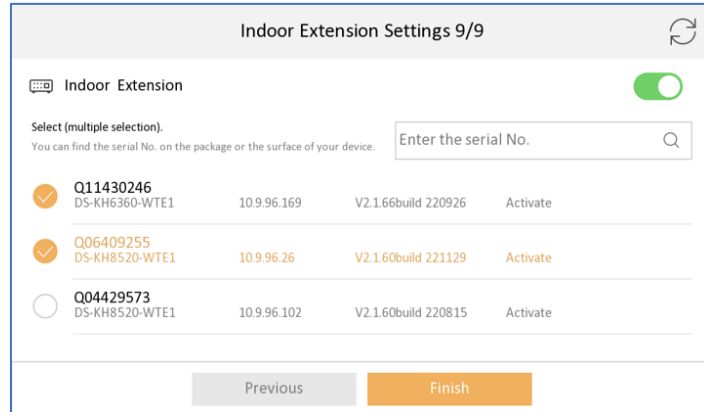 Indoor Extension Settings 9/9
Indoor Extension
Select (multiple selection).
You can find the serial No. on the package or the surface of your device.
Enter the serial No.
Q11430246
DS-KH6360-WTE1 10.9.96.169 V2.1.66build 220926 Activate
Q06409255
DS-KH8520-WTE1 10.9.96.26 V2.1.60build 221129 Activate
Q04429573
DS-KH8520-WTE1 10.9.96.102 V2.1.60build 220815 Activate
Previous Finish